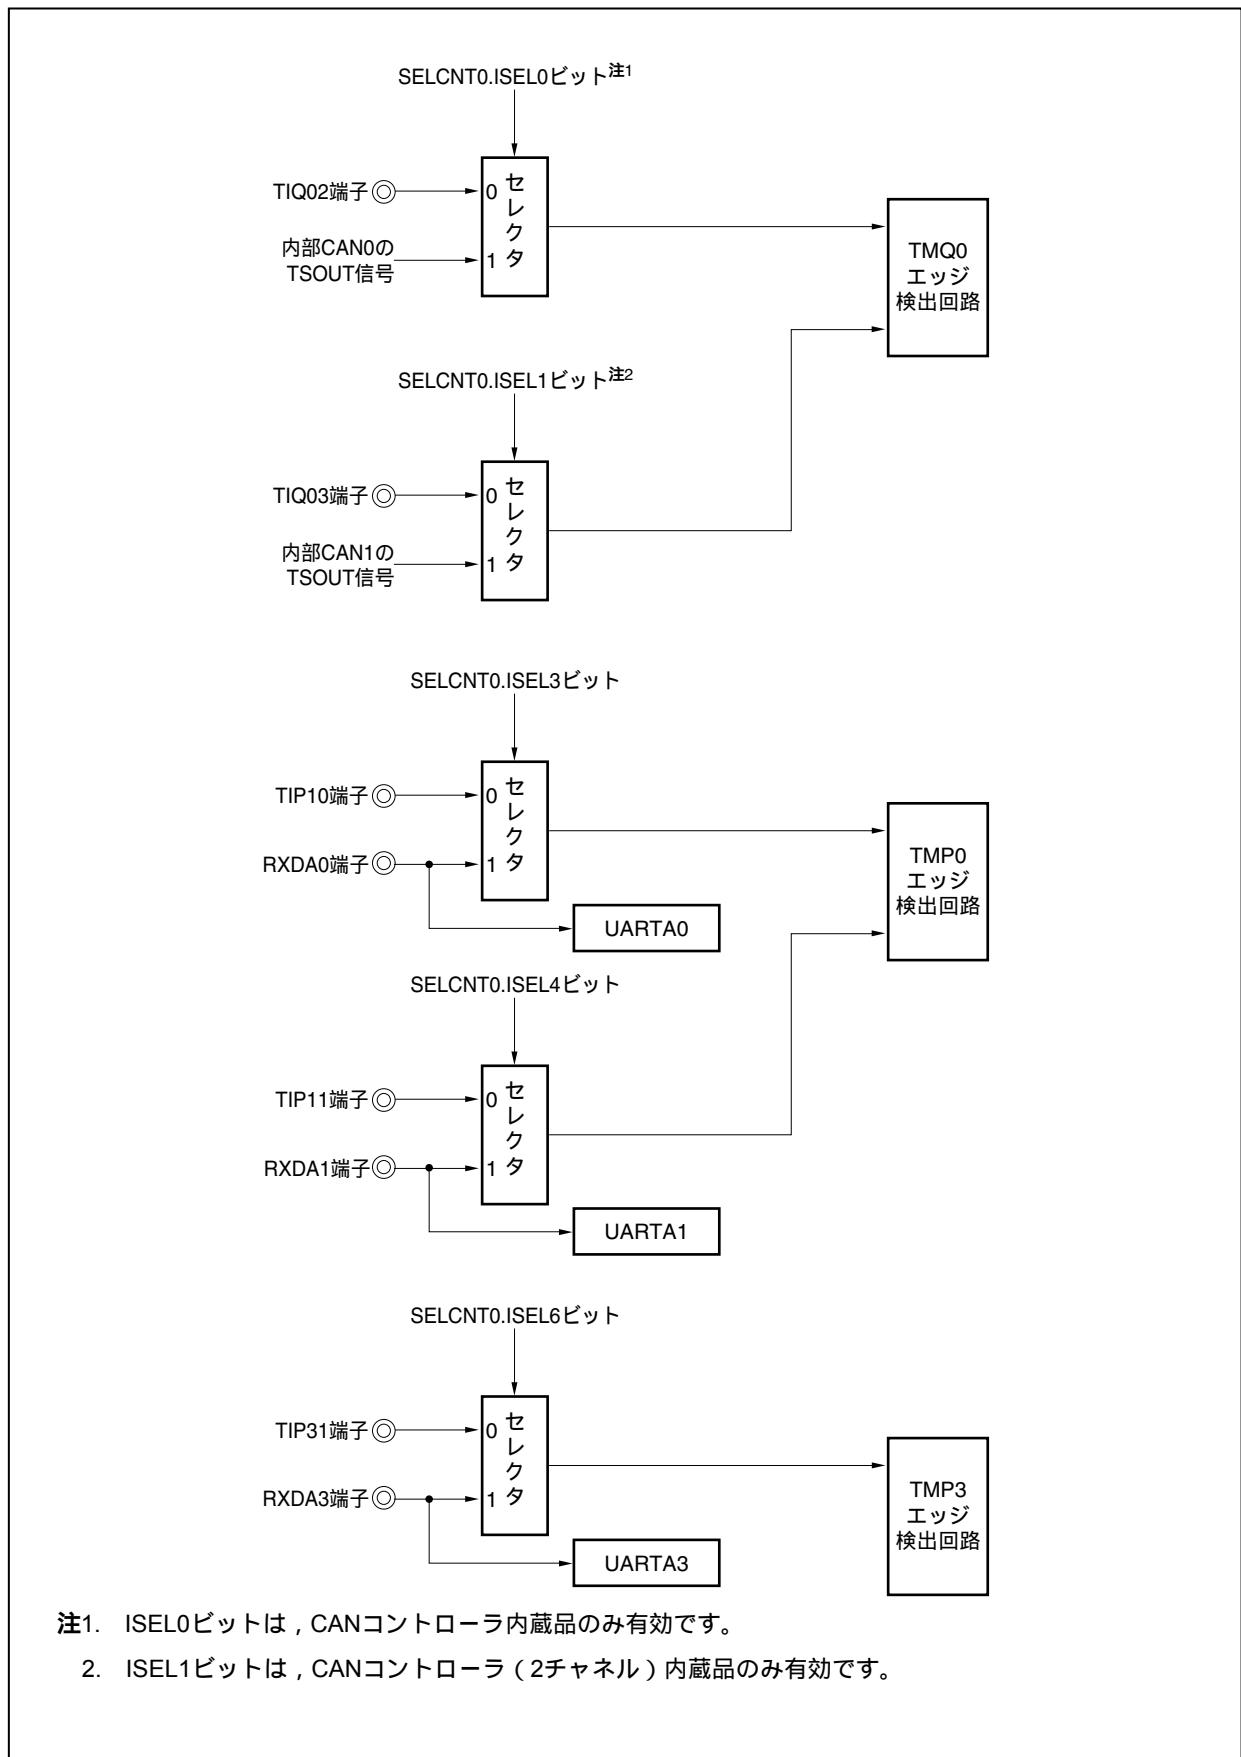 SELCNT0.ISEL0ビット注1
TIQ02端子
0
内部CAN0の
TSOUT信号
1
セレクタ
TMQ0
エッジ
検出回路
SELCNT0.ISEL1ビット注2
TIQ03端子
0
内部CAN1の
TSOUT信号
1
セレクタ
SELCNT0.ISEL3ビット
TIP10端子
0
RXDA0端子
1
セレクタ
UARTA0
TMP0
エッジ
検出回路
SELCNT0.ISEL4ビット
TIP11端子
0
RXDA1端子
1
セレクタ
UARTA1
SELCNT0.ISEL6ビット
TIP31端子
0
RXDA3端子
1
セレクタ
UARTA3
TMP3
エッジ
検出回路
注1. ISEL0ビットは，CANコントローラ内蔵品のみ有効です。
2. ISEL1ビットは，CANコントローラ（2チャネル）内蔵品のみ有効です。